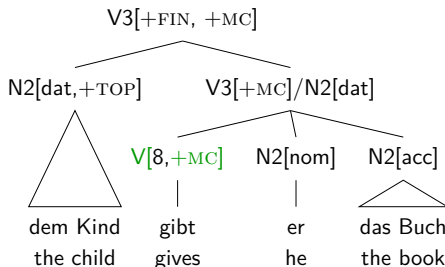 V3[+FIN, +MC]
N2[dat,+TOP] V3[+MC]/N2[dat]
V[8,+MC] N2[nom] N2[acc]
dem Kind gibt er das Buch
the child gives he the book